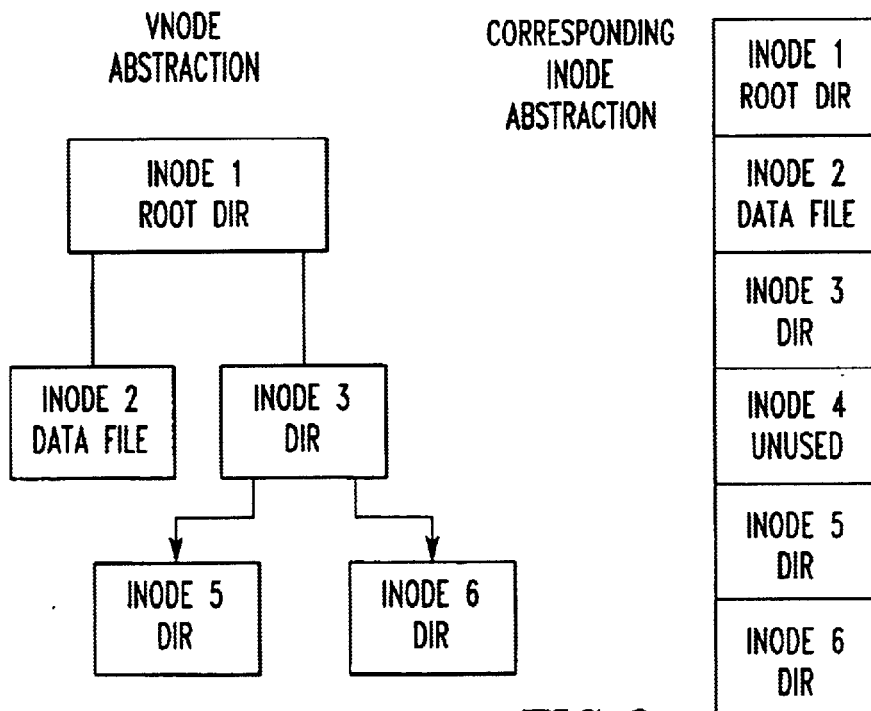 VNODE
ABSTRACTION
INODE 1
ROOT DIR
INODE 2
DATA FILE
INODE 3
DIR
INODE 5
DIR
INODE 6
DIR
CORRESPONDING
INODE
ABSTRACTION
INODE 1
ROOT DIR
INODE 2
DATA FILE
INODE 3
DIR
INODE 4
UNUSED
INODE 5
DIR
INODE 6
DIR